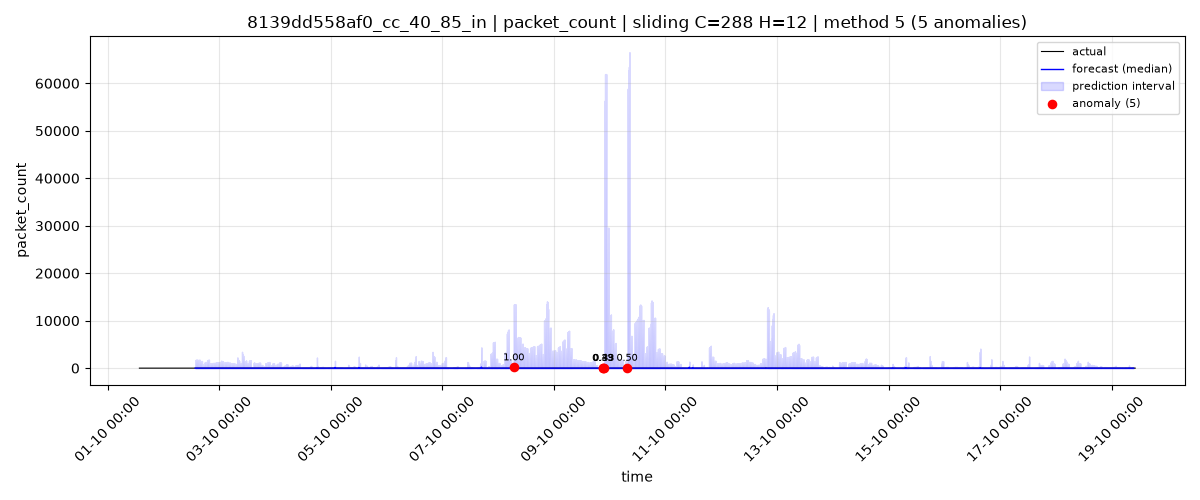 8139dd558af0_cc_40_85_in | packet_count | sliding C=288 H=12 | method 5 (5 anomalies)
actual
forecast (median)
prediction interval
anomaly (5)
packet_count
60000
50000
40000
30000
20000
10000
0
1.00
0.50
01-10 00:00
03-10 00:00
05-10 00:00
07-10 00:00
09-10 00:00
11-10 00:00
13-10 00:00
15-10 00:00
17-10 00:00
19-10 00:00
time